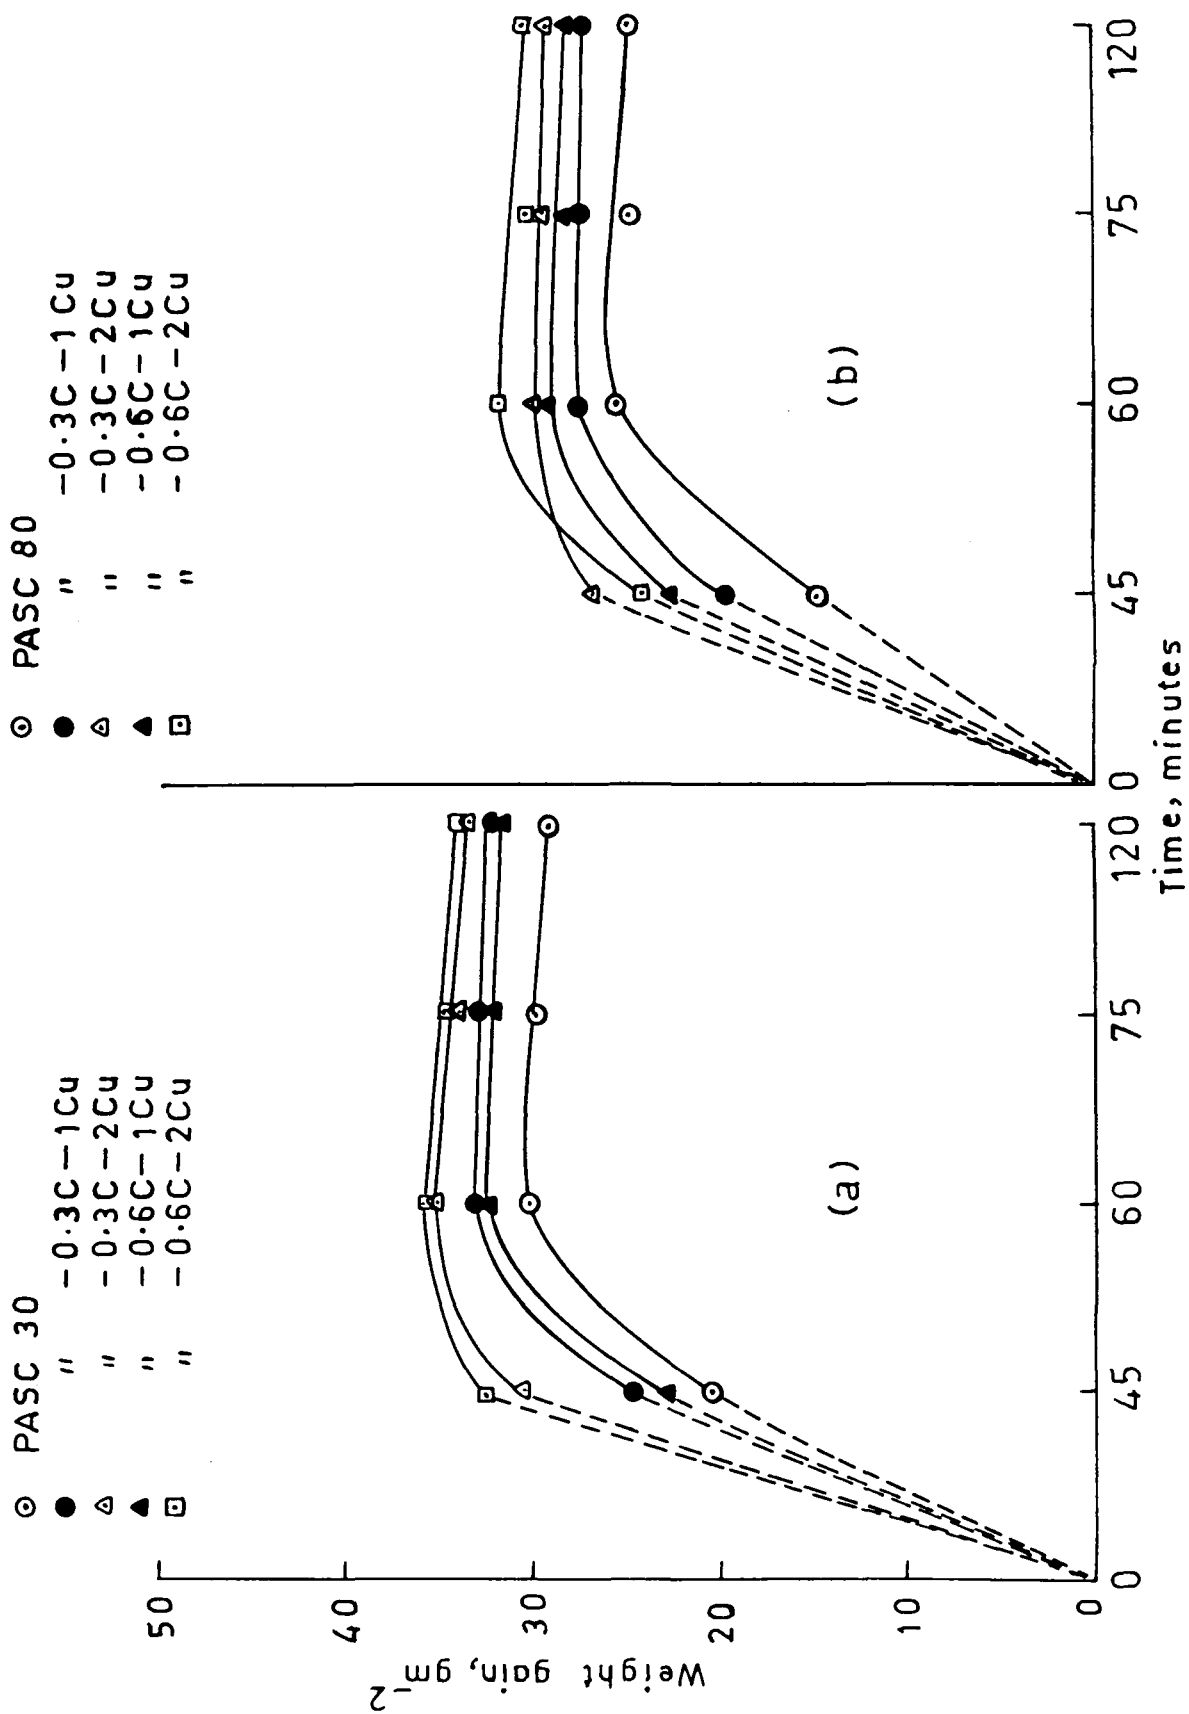 ⊙ PASC 30
● " -0·3C-1Cu
△ " -0·3C-2Cu
▲ " -0·6C-1Cu
⊡ " -0·6C-2Cu
⊙ PASC 80
● " -0·3C-1Cu
△ " -0·3C-2Cu
▲ " -0·6C-1Cu
⊡ " -0·6C-2Cu
Weight gain, gm⁻²
50
40
30
20
10
0
(a)
(b)
0 45 60 75 120
0 45 60 75 120
Time, minutes